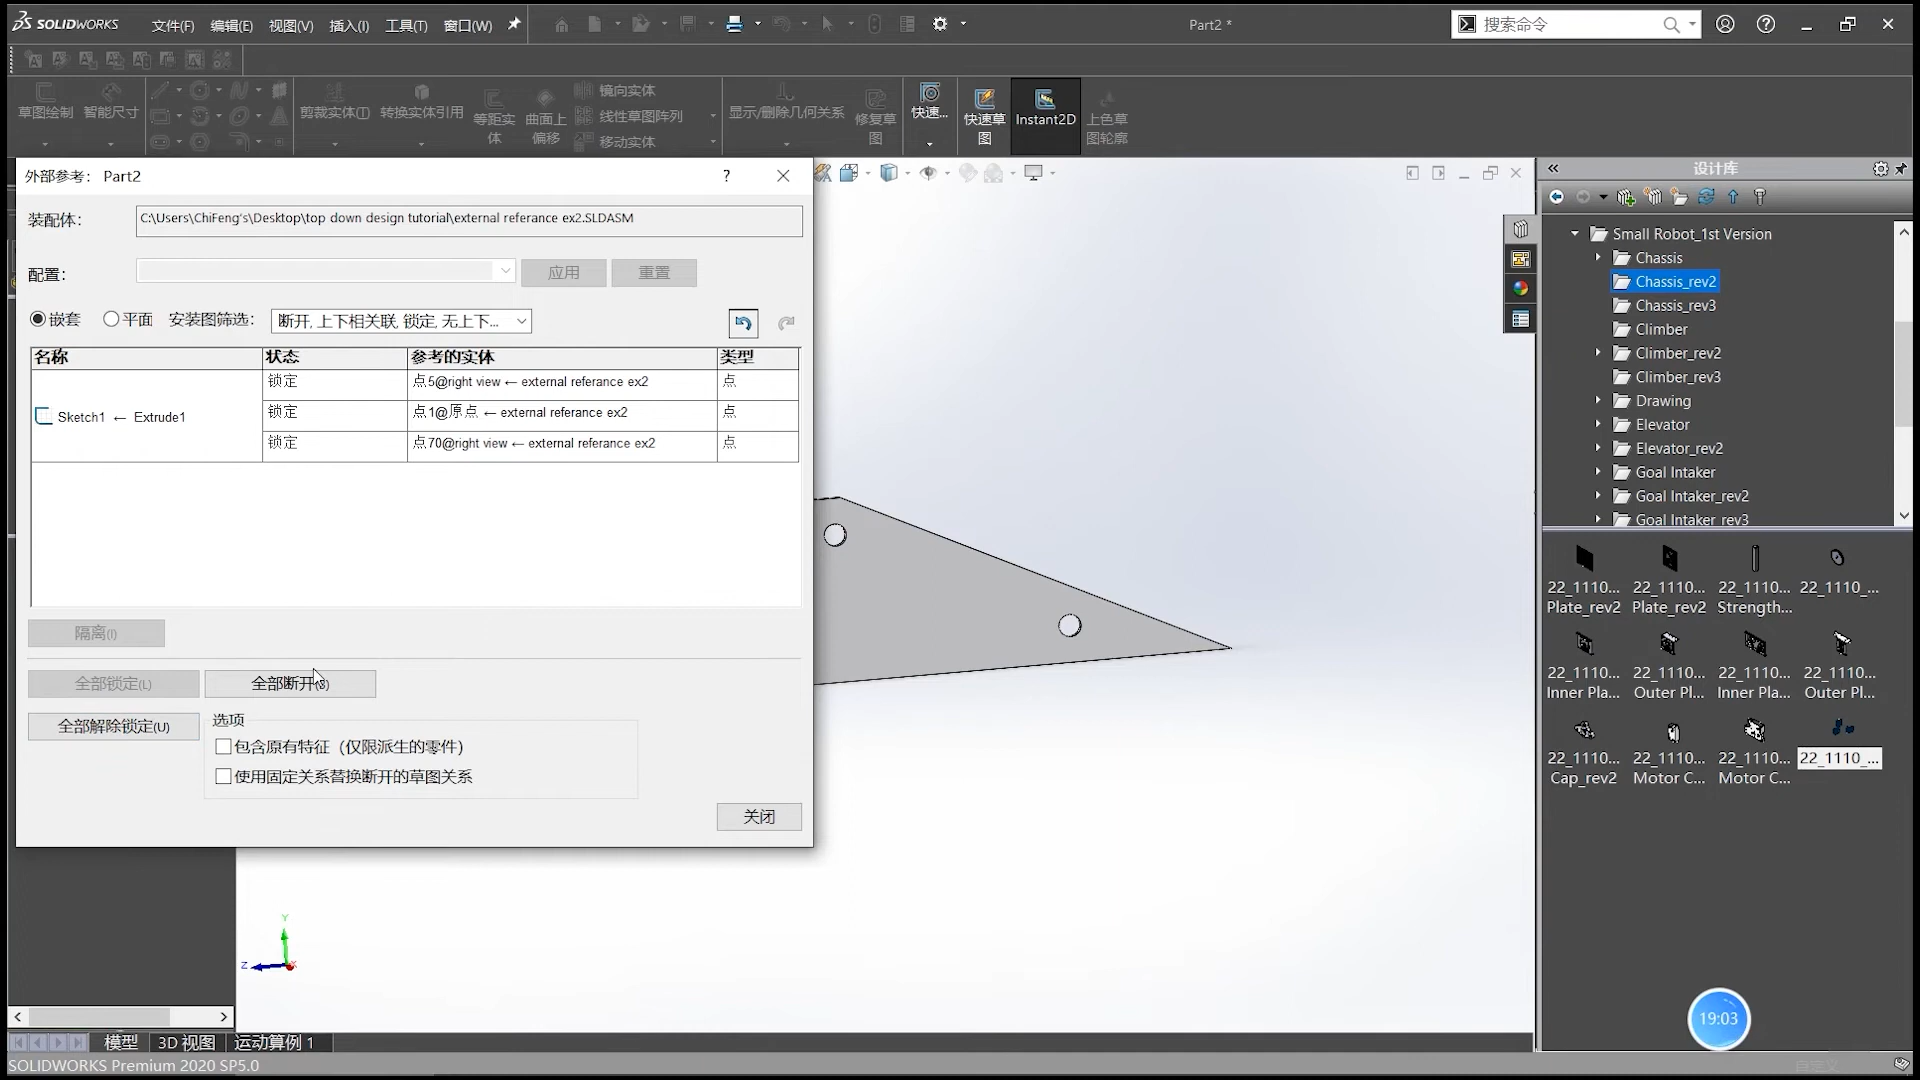 SOLIDWORKS
文件(F) 编辑(E) 视图(V) 插入(I) 工具(T) 窗口(W)
Part2 *
搜索命令
草图绘制
智能尺寸
剪裁实体(T)
转换实体引用
等距实体
曲面上偏移
镜向实体
线性草图阵列
移动实体
显示/删除几何关系
修复草图
快速...
快速草图
Instant2D
上色草图轮廓
外部参考: Part2
?
装配体:
C:\Users\ChiFeng's\Desktop\top down design tutorial\external referance ex2.SLDASM
配置:
应用
重置
嵌套
平面
安装图筛选:
断开, 上下相关联, 锁定, 无上下...
名称 状态 参考的实体 类型
锁定 点5@right view ← external referance ex2 点
Sketch1 ← Extrude1
锁定 点1@原点 ← external referance ex2 点
锁定 点70@right view ← external referance ex2 点
隔离(I)
全部锁定(L)
全部断开
全部解除锁定(U)
选项
包含原有特征（仅限派生的零件)
使用固定关系替换断开的草图关系
关闭
设计库
Small Robot_1st Version
Chassis
Chassis_rev2
Chassis_rev3
Climber
Climber_rev2
Climber_rev3
Drawing
Elevator
Elevator_rev2
Goal Intaker
Goal Intaker_rev2
Goal Intaker_rev3
22_1110... 22_1110... 22_1110... 22_1110_...
Plate_rev2 Plate_rev2 Strength...
22_1110... 22_1110... 22_1110... 22_1110...
Inner Pla... Outer Pl... Inner Pla... Outer Pl...
22_1110... 22_1110... 22_1110... 22_1110_...
Cap_rev2 Motor C... Motor C...
Y
Z
19:03
模型 3D 视图 运动算例 1
SOLIDWORKS Premium 2020 SP5.0
自定义